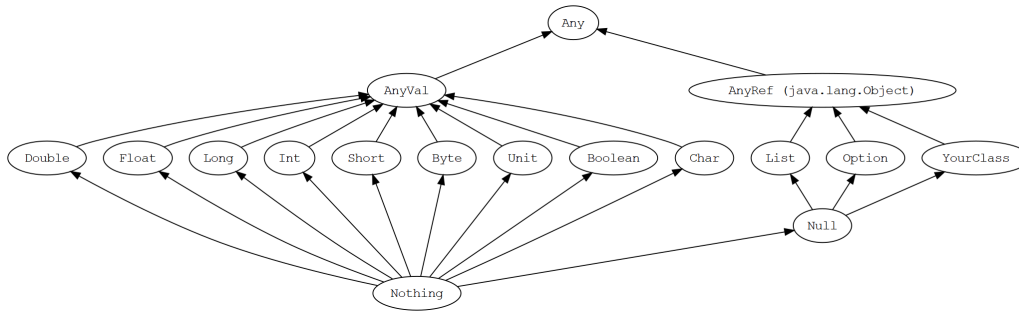 Any
AnyVal
AnyRef (java.lang.Object)
Double
Float
Long
Int
Short
Byte
Unit
Boolean
Char
List
Option
YourClass
Null
Nothing